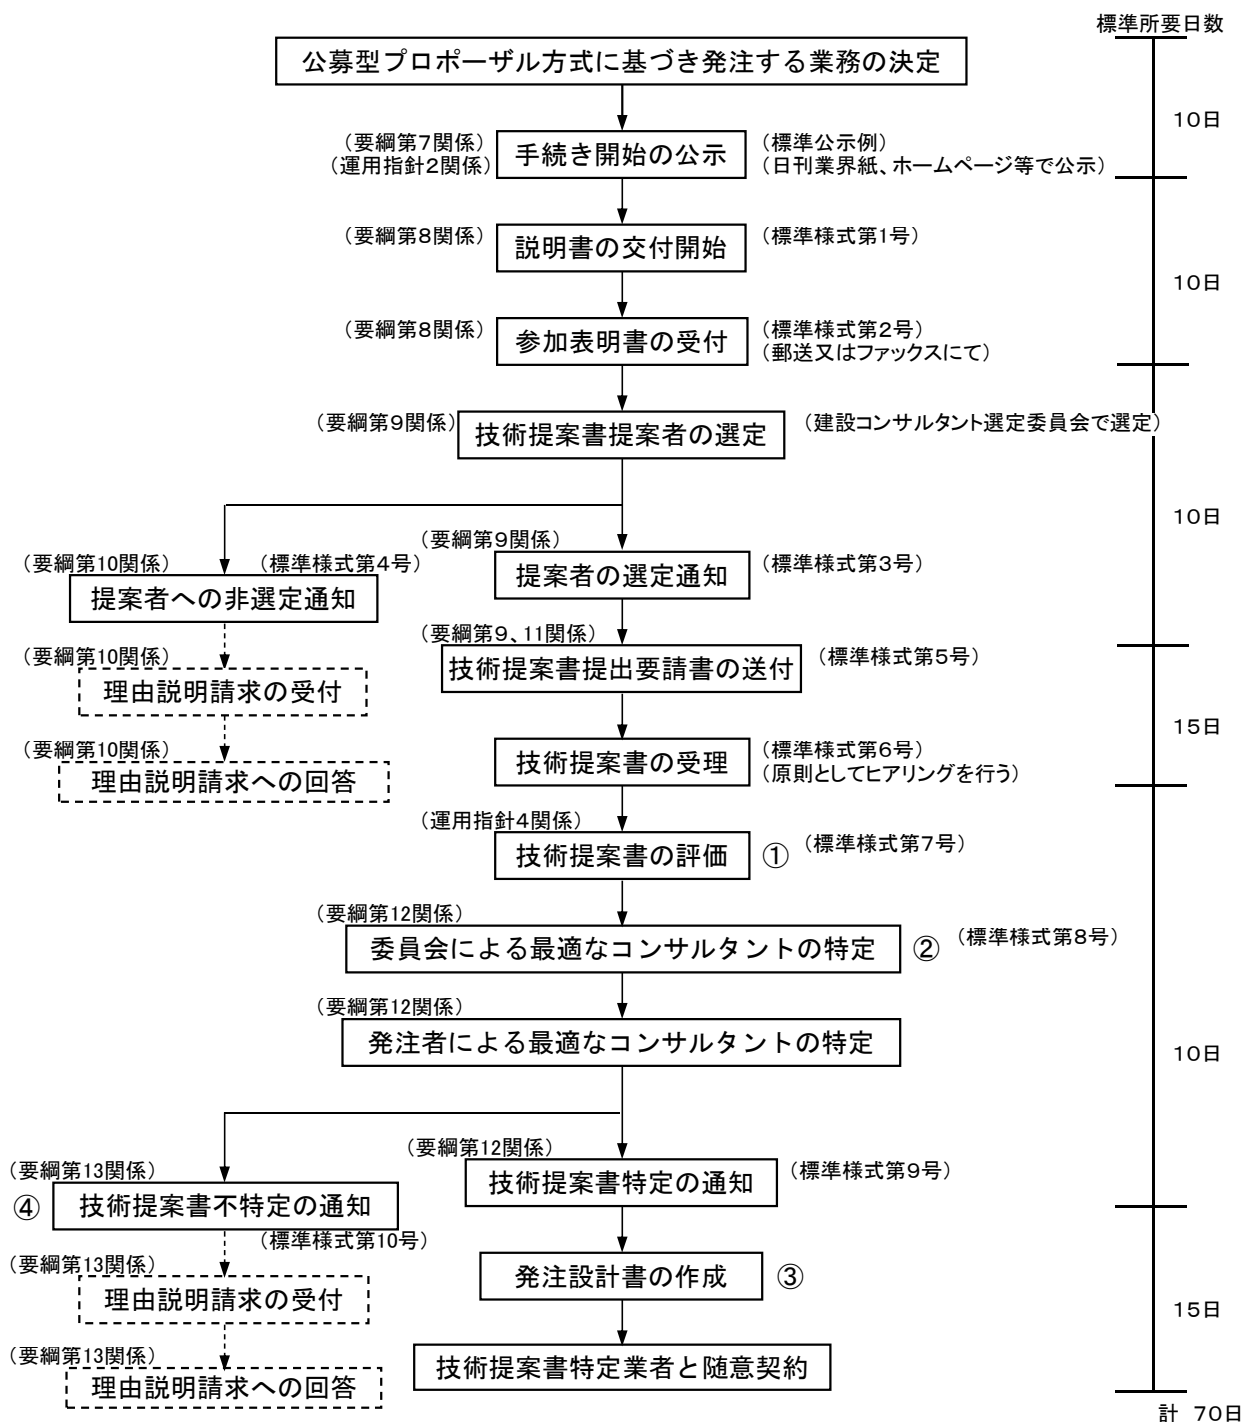 標準所要日数
公募型プロポーザル方式に基づき発注する業務の決定
10日
(要綱第7関係)
(運用指針2関係)
手続き開始の公示
(標準公示例)
(日刊業界紙、ホームページ等で公示)
(要綱第8関係)
説明書の交付開始
(標準様式第1号)
10日
(要綱第8関係)
参加表明書の受付
(標準様式第2号)
(郵送又はファックスにて)
(要綱第9関係)
技術提案書提案者の選定
(建設コンサルタント選定委員会で選定)
10日
(要綱第10関係)
(標準様式第4号)
提案者への非選定通知
(要綱第9関係)
提案者の選定通知
(標準様式第3号)
(要綱第10関係)
理由説明請求の受付
(要綱第9、11関係)
技術提案書提出要請書の送付
(標準様式第5号)
15日
(要綱第10関係)
理由説明請求への回答
技術提案書の受理
(標準様式第6号)
(原則としてヒアリングを行う)
(運用指針4関係)
技術提案書の評価
①
(標準様式第7号)
(要綱第12関係)
委員会による最適なコンサルタントの特定
②
(標準様式第8号)
(要綱第12関係)
発注者による最適なコンサルタントの特定
10日
(要綱第13関係)
④
技術提案書不特定の通知
(標準様式第10号)
(要綱第12関係)
技術提案書特定の通知
(標準様式第9号)
(要綱第13関係)
理由説明請求の受付
発注設計書の作成
③
15日
(要綱第13関係)
理由説明請求への回答
技術提案書特定業者と随意契約
計 70日